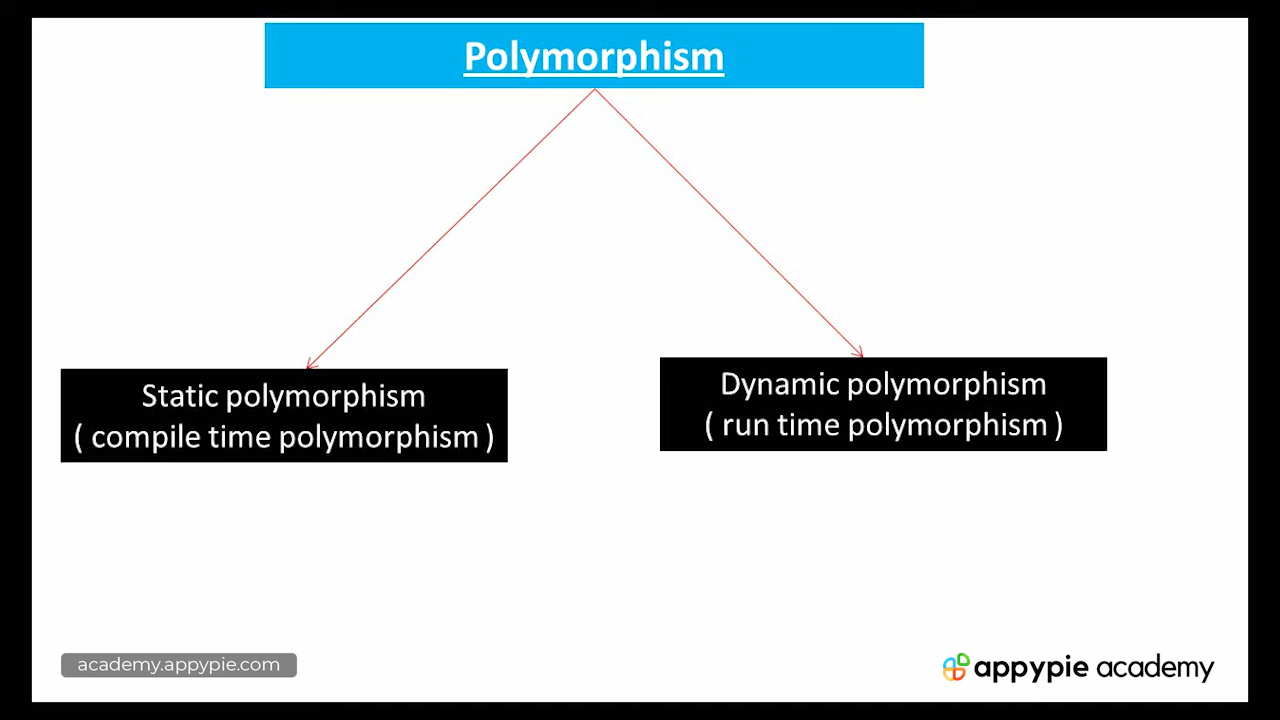 Polymorphism
Static polymorphism
( compile time polymorphism )
Dynamic polymorphism
( run time polymorphism )
academy.appypie.com
appypie academy